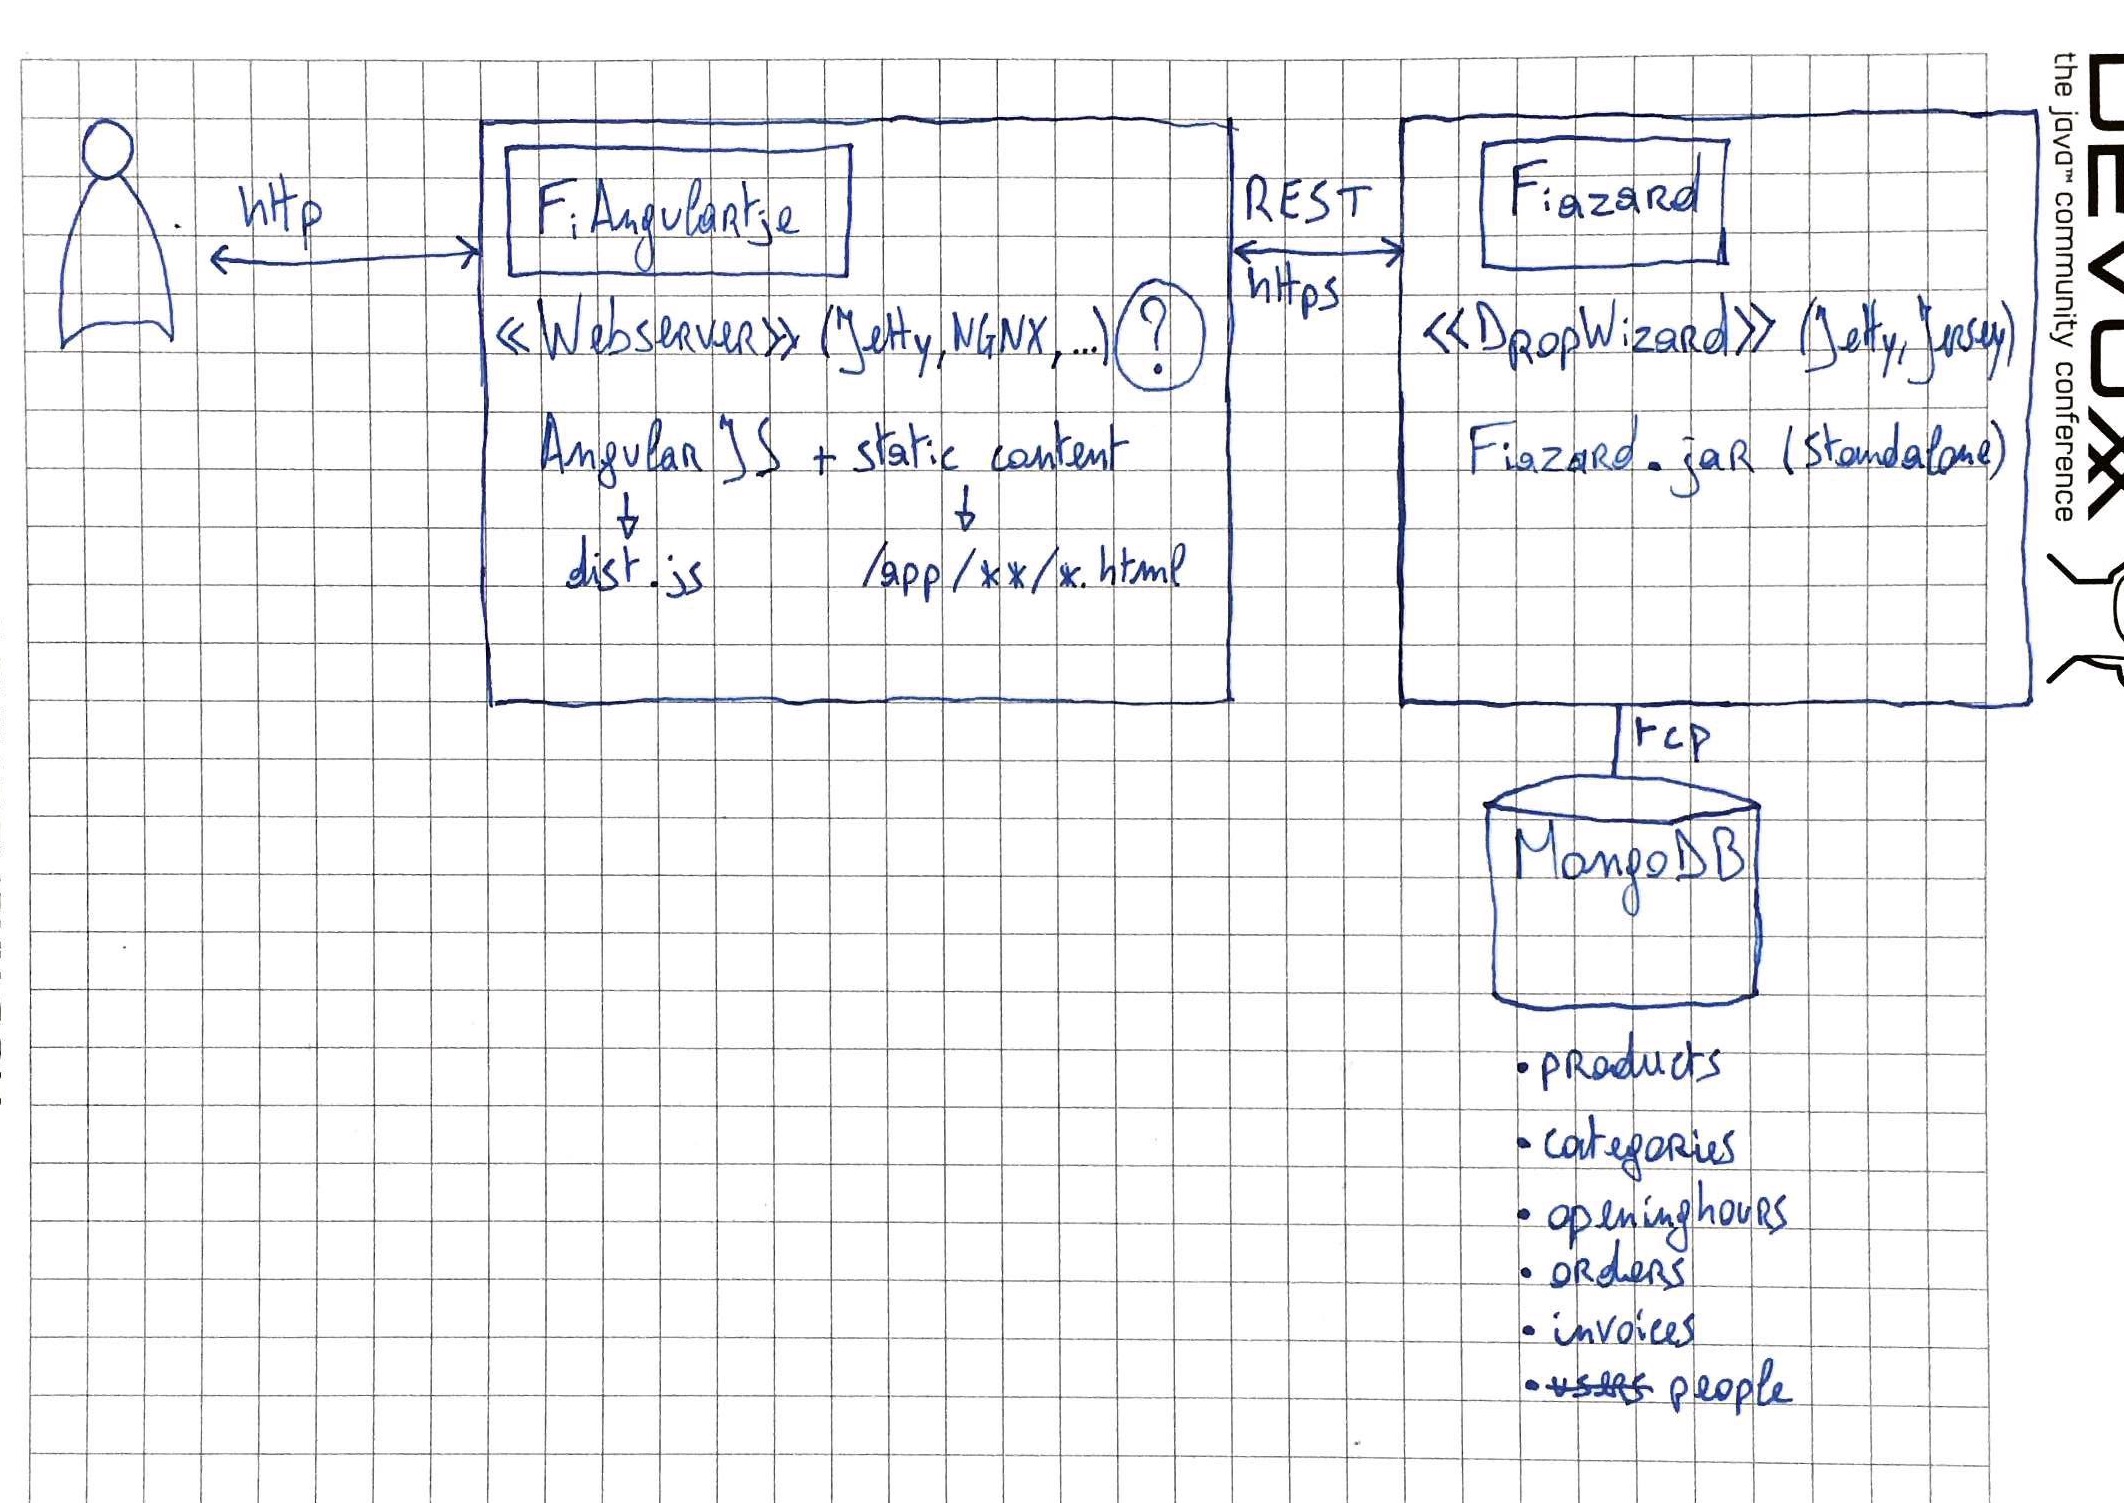 http
FiAngulartje
<<Webserver>> (Jetty, NGNX, ...) ?
AngularJS + static content
↓ ↓
dist.js /app/**/*.html
REST
https
Fiazard
<<DropWizard>> (Jetty, Jersey)
Fiazard.jar (standalone)
tcp
MongoDB
• products
• categories
• openinghours
• orders
• invoices
• users people
DEVOXX
the java™ community conference